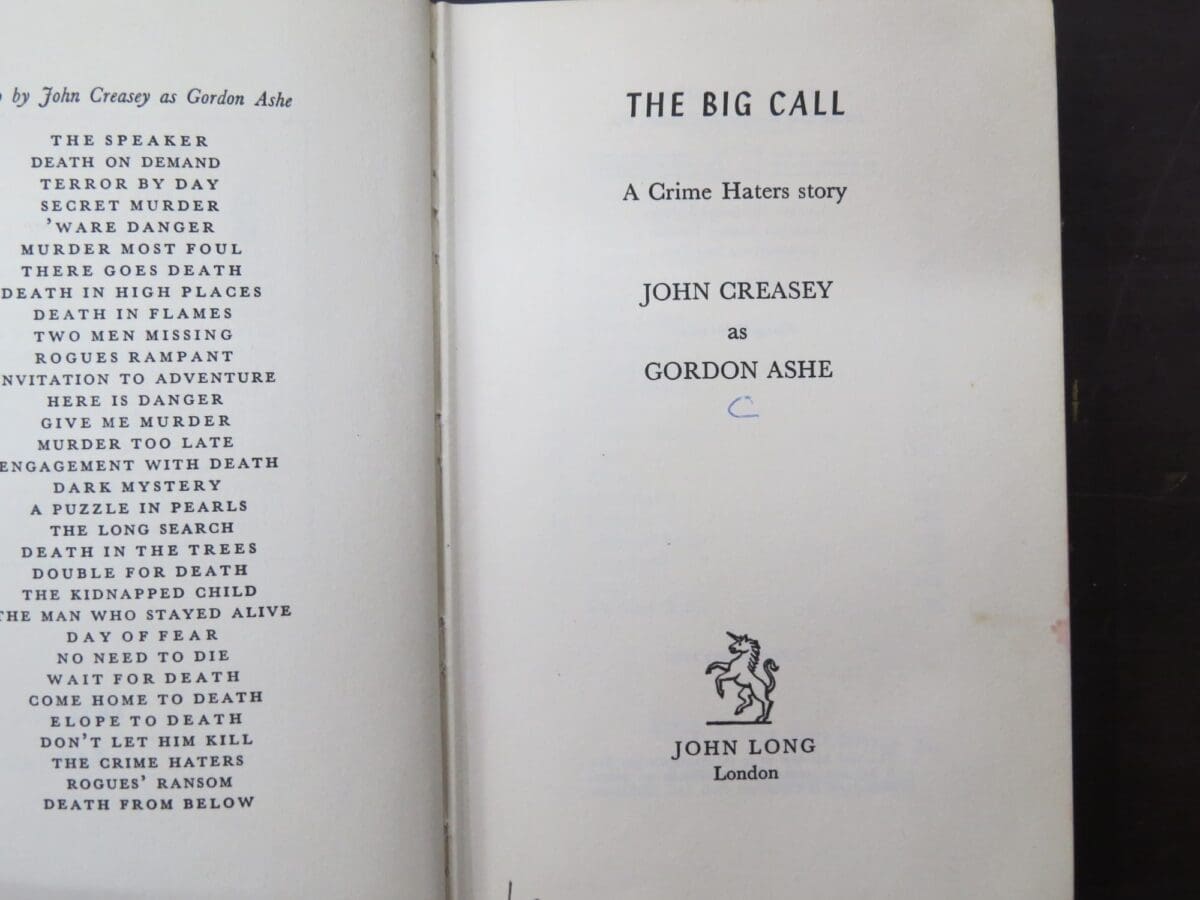 by John Creasey as Gordon Ashe
THE SPEAKER
DEATH ON DEMAND
TERROR BY DAY
SECRET MURDER
'WARE DANGER
MURDER MOST FOUL
THERE GOES DEATH
DEATH IN HIGH PLACES
DEATH IN FLAMES
TWO MEN MISSING
ROGUES RAMPANT
NVITATION TO ADVENTURE
HERE IS DANGER
GIVE ME MURDER
MURDER TOO LATE
ENGAGEMENT WITH DEATH
DARK MYSTERY
A PUZZLE IN PEARLS
THE LONG SEARCH
DEATH IN THE TREES
DOUBLE FOR DEATH
THE KIDNAPPED CHILD
THE MAN WHO STAYED ALIVE
DAY OF FEAR
NO NEED TO DIE
WAIT FOR DEATH
COME HOME TO DEATH
ELOPE TO DEATH
DON'T LET HIM KILL
THE CRIME HATERS
ROGUES' RANSOM
DEATH FROM BELOW
THE BIG CALL
A Crime Haters story
JOHN CREASEY
as
GORDON ASHE
C
JOHN LONG
London